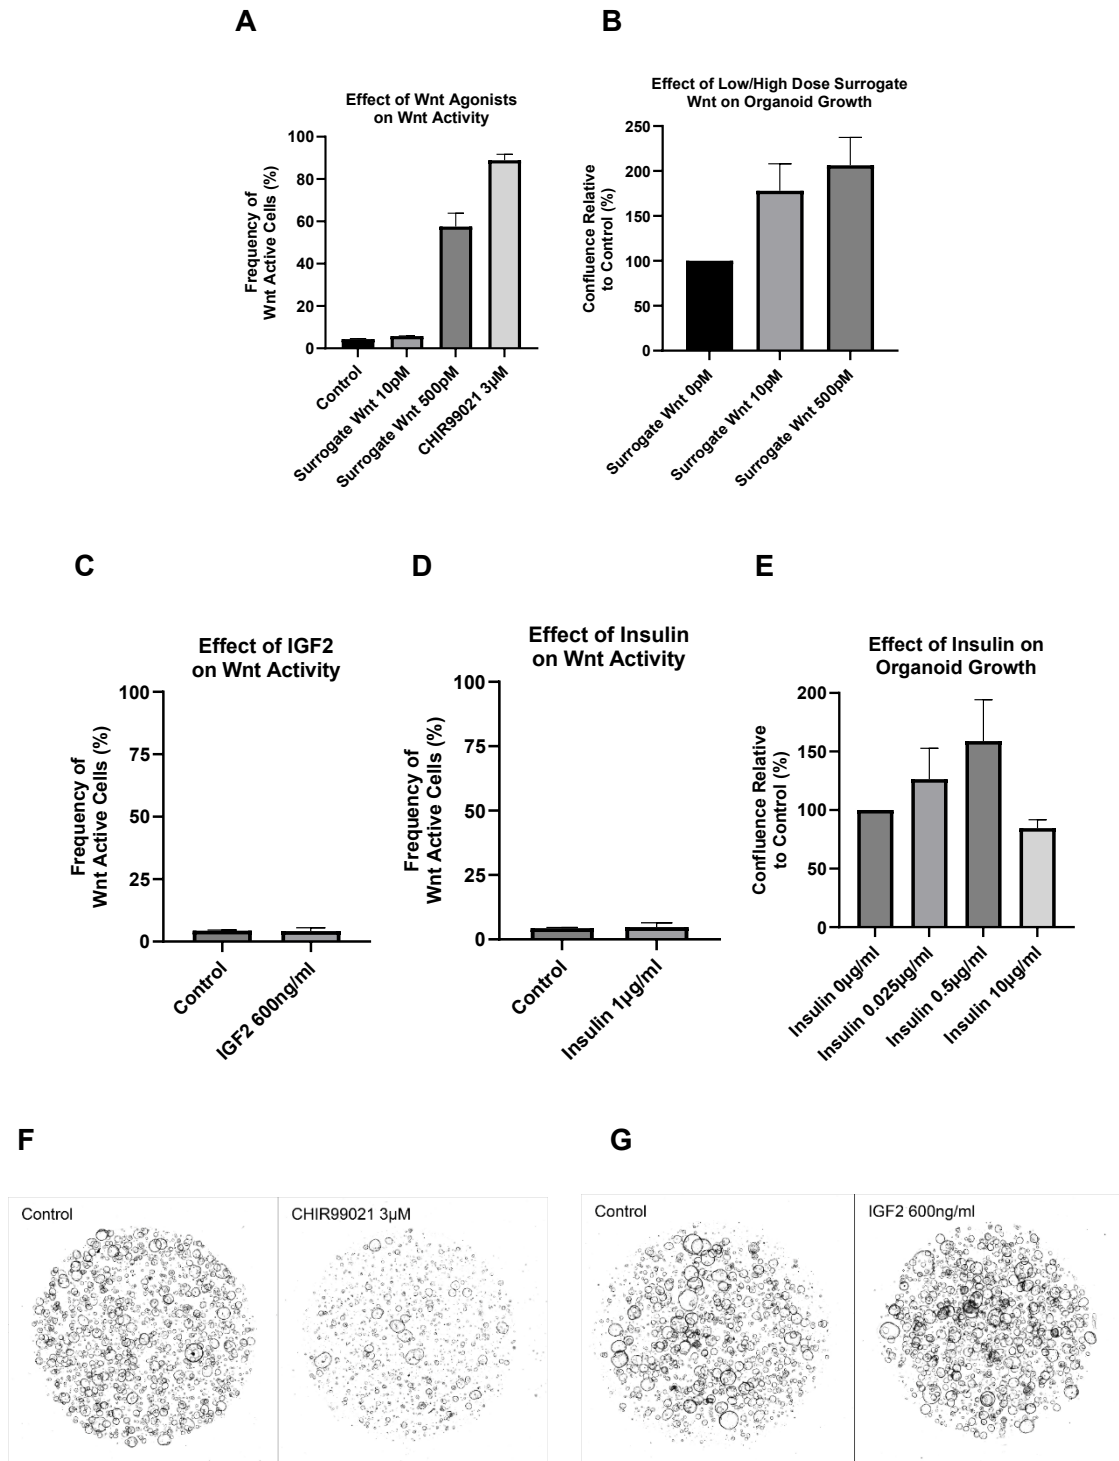 A
Effect of Wnt Agonists
on Wnt Activity
Frequency of
Wnt Active Cells (%)
100
80
60
40
20
0
Control
Surrogate Wnt 10pM
Surrogate Wnt 500pM
CHIR99021 3µM
B
Effect of Low/High Dose Surrogate
Wnt on Organoid Growth
Confluence Relative
to Control (%)
250
200
150
100
50
0
Surrogate Wnt 0pM
Surrogate Wnt 10pM
Surrogate Wnt 500pM
C
Effect of IGF2
on Wnt Activity
Frequency of
Wnt Active Cells (%)
100
75
50
25
0
Control
IGF2 600ng/ml
D
Effect of Insulin
on Wnt Activity
Frequency of
Wnt Active Cells (%)
100
75
50
25
0
Control
Insulin 1µg/ml
E
Effect of Insulin on
Organoid Growth
Confluence Relative
to Control (%)
200
150
100
50
0
Insulin 0µg/ml
Insulin 0.025µg/ml
Insulin 0.5µg/ml
Insulin 10µg/ml
F
Control
CHIR99021 3µM
G
Control
IGF2 600ng/ml